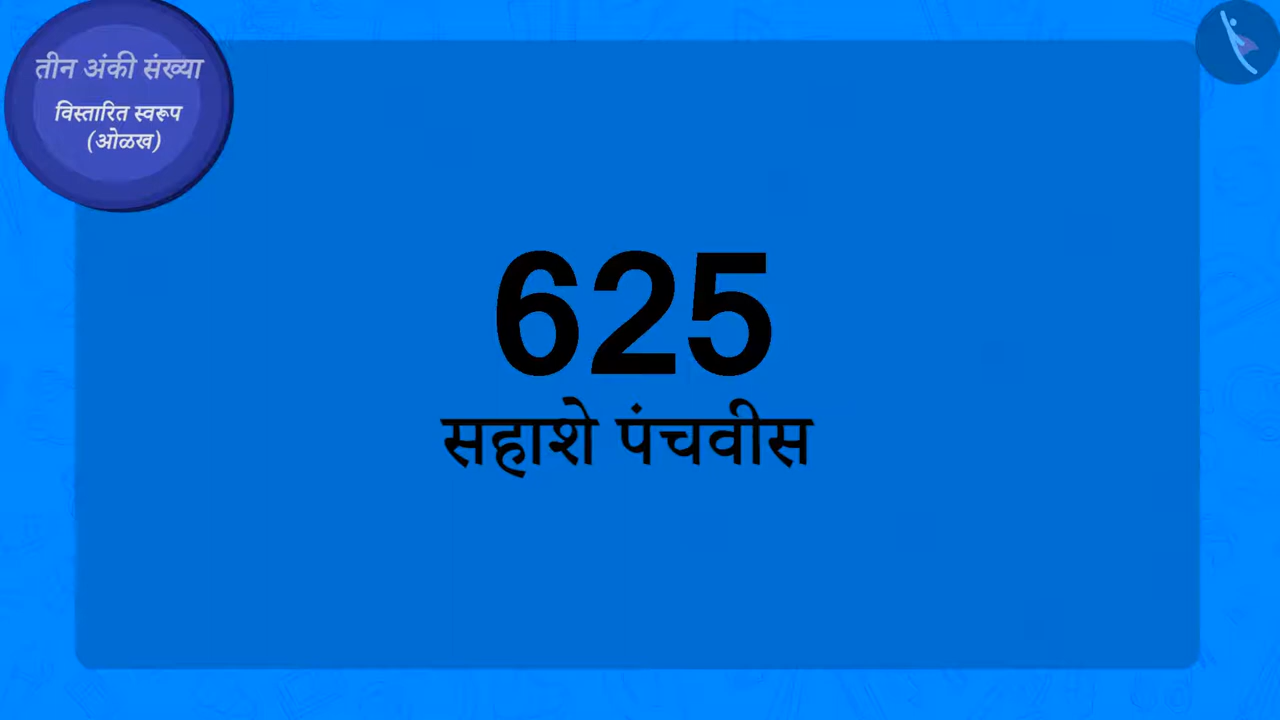 तीन अंकी संख्या
विस्तारित स्वरूप
(ओळख)
625
सहाशे पंचवीस